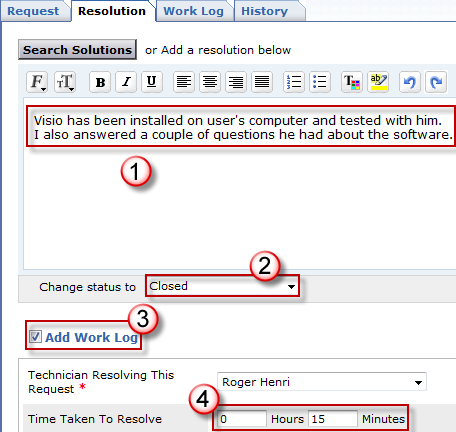 Request Resolution Work Log History
Search Solutions or Add a resolution below
F TT B I U
Visio has been installed on user's computer and tested with him.
I also answered a couple of questions he had about the software.
1
2
Change status to Closed
3
Add Work Log
Technician Resolving This
Request * Roger Henri
4
Time Taken To Resolve 0 Hours 15 Minutes